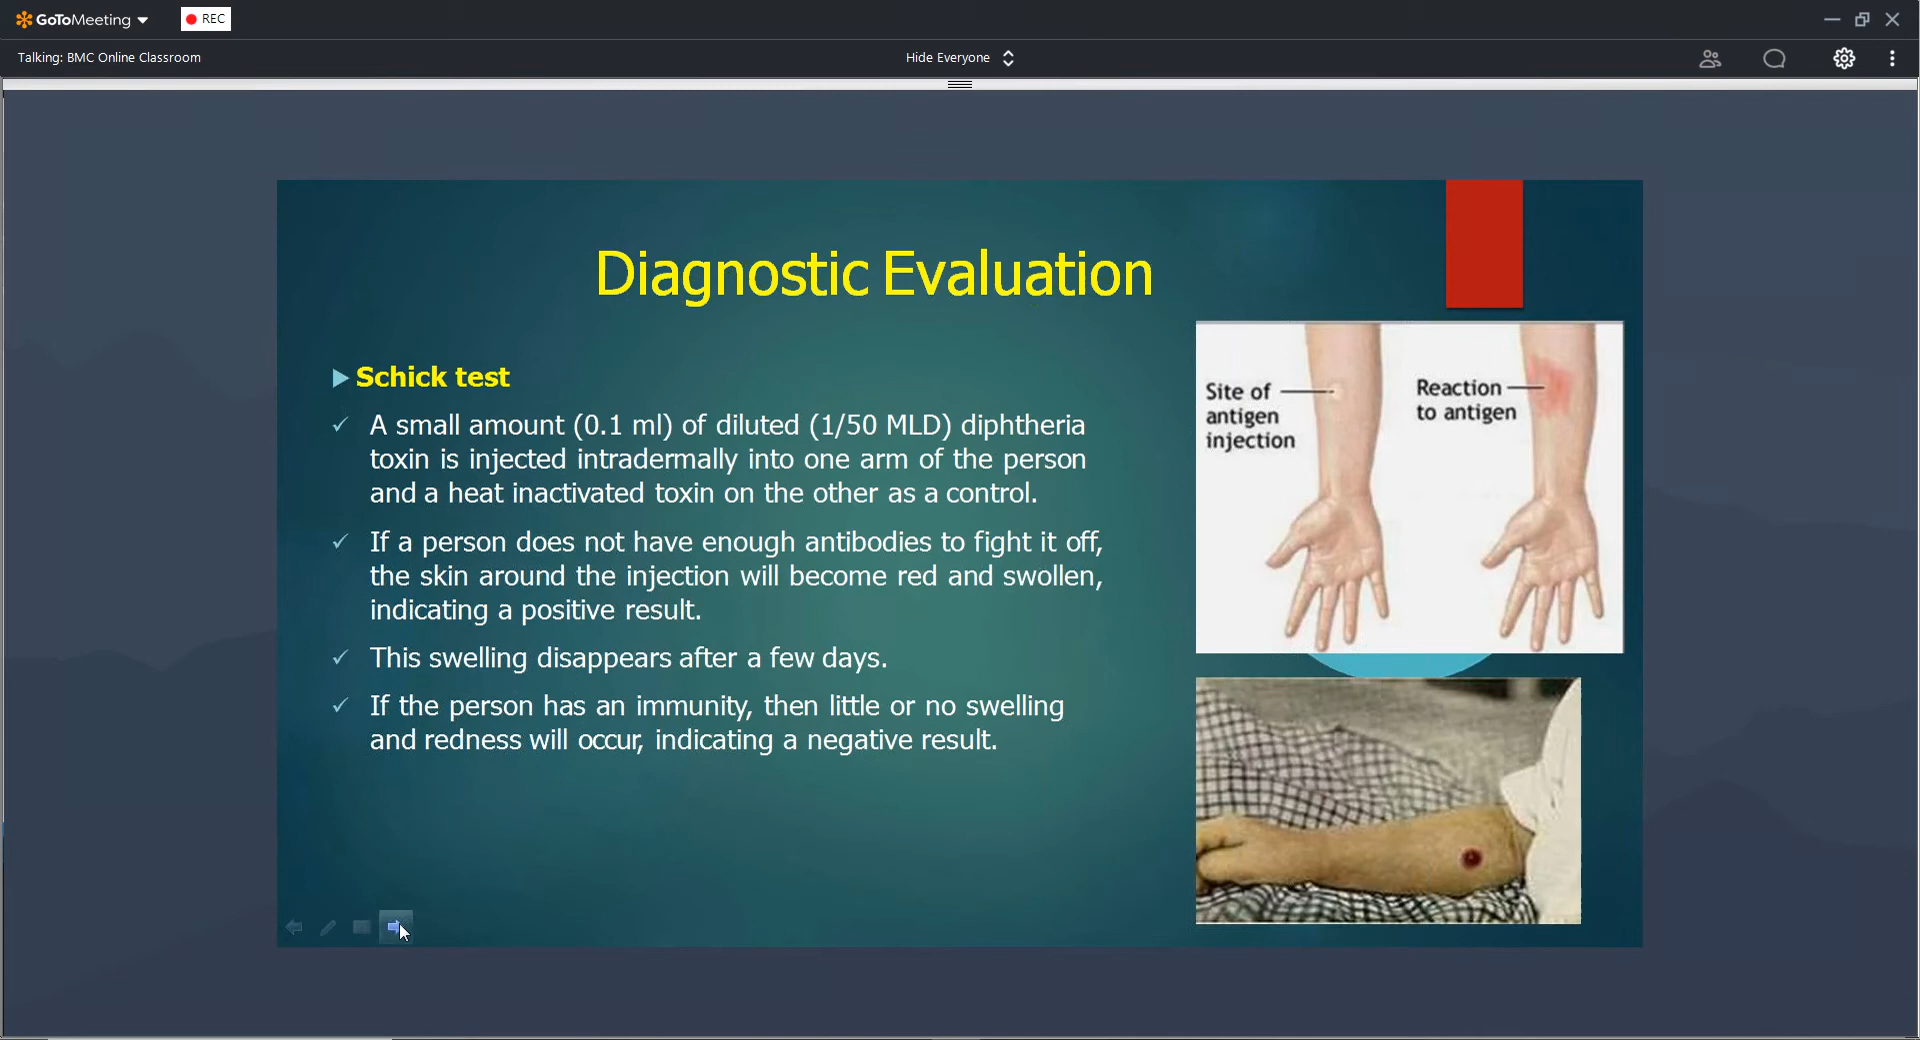 GoToMeeting
REC
Talking: BMC Online Classroom
Hide Everyone
Diagnostic Evaluation
Schick test
A small amount (0.1 ml) of diluted (1/50 MLD) diphtheria
toxin is injected intradermally into one arm of the person
and a heat inactivated toxin on the other as a control.
If a person does not have enough antibodies to fight it off,
the skin around the injection will become red and swollen,
indicating a positive result.
This swelling disappears after a few days.
If the person has an immunity, then little or no swelling
and redness will occur, indicating a negative result.
Site of
antigen
injection
Reaction
to antigen